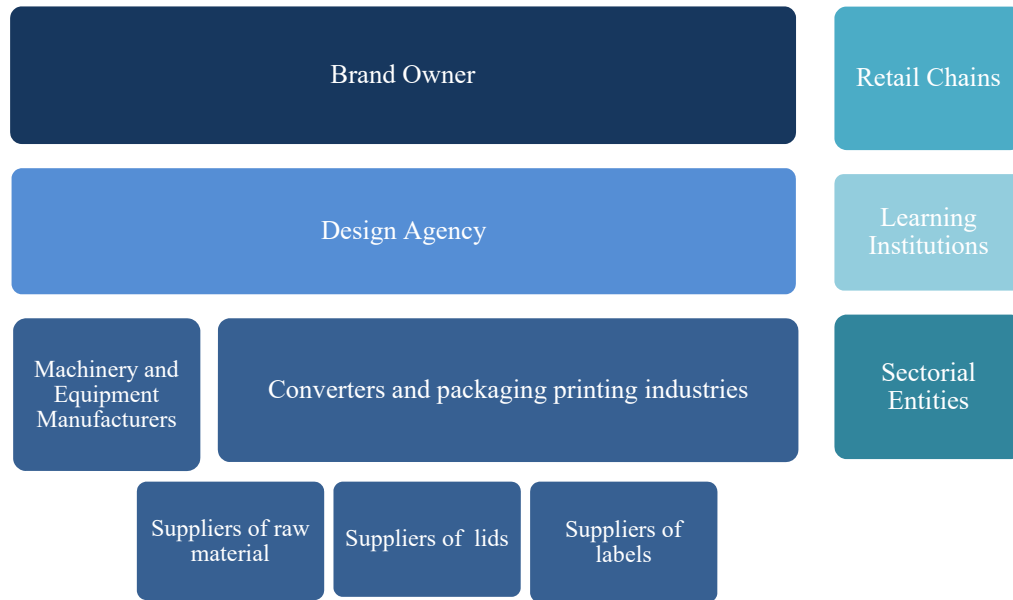 Brand Owner
Retail Chains
Design Agency
Learning
Institutions
Machinery and
Equipment
Manufacturers
Converters and packaging printing industries
Sectorial
Entities
Suppliers of raw
material
Suppliers of  lids
Suppliers of
labels